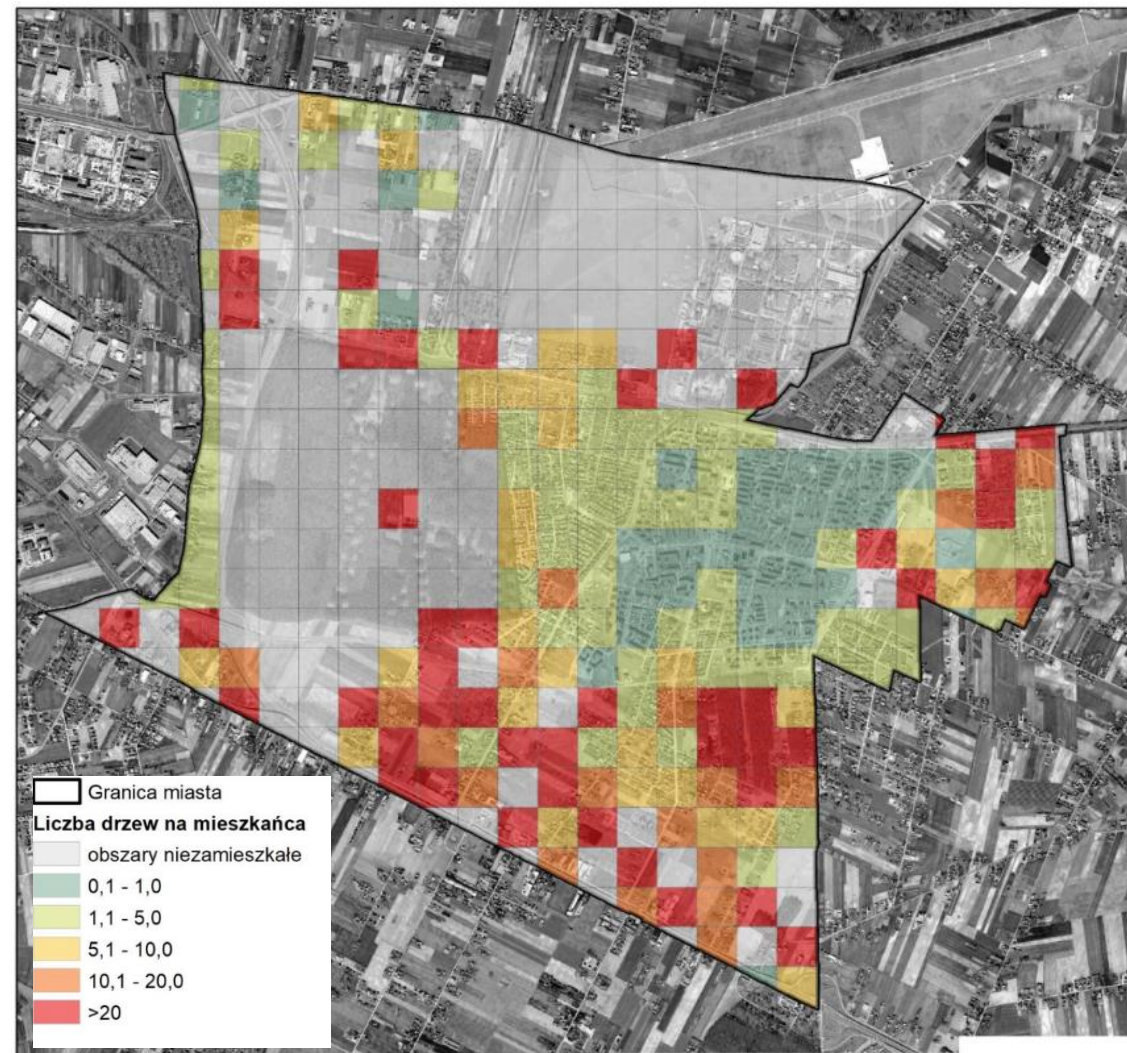 Granica miasta
Liczba drzew na mieszkańca
obszary niezamieszkałe
0,1 - 1,0
1,1 - 5,0
5,1 - 10,0
10,1 - 20,0
>20